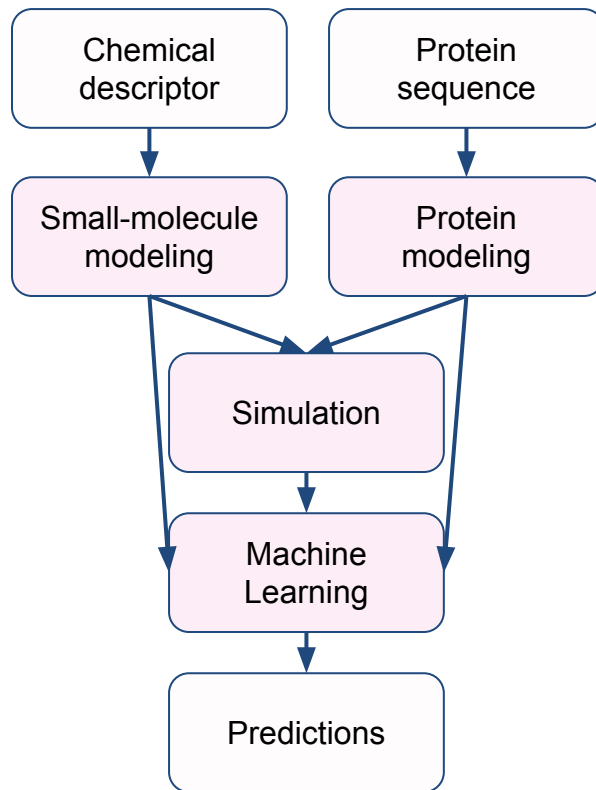 Chemical
descriptor
Protein
sequence
Small-molecule
modeling
Protein
modeling
Simulation
Machine
Learning
Predictions